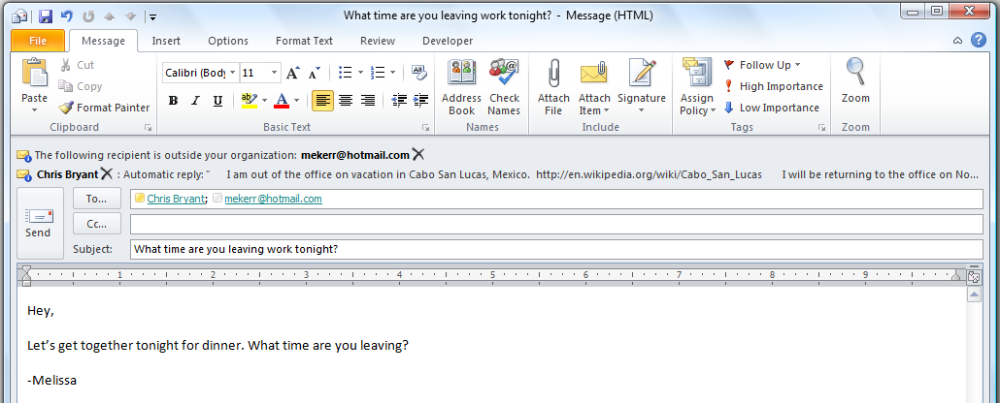 What time are you leaving work tonight? - Message (HTML)
File Message Insert Options Format Text Review Developer
Paste
Cut
Copy
Format Painter
Clipboard
Calibri (Body 11
B I U
Basic Text
Address Book
Check Names
Names
Attach File
Attach Item
Signature
Include
Assign Policy
Follow Up
High Importance
Low Importance
Tags
Zoom
Zoom
The following recipient is outside your organization: mekerr@hotmail.com
Chris Bryant : Automatic reply: " I am out of the office on vacation in Cabo San Lucas, Mexico. http://en.wikipedia.org/wiki/Cabo_San_Lucas I will be returning to the office on No...
Send
To... Chris Bryant; mekerr@hotmail.com
Cc...
Subject: What time are you leaving work tonight?
1 2 3 4 5 6 7 8 9
Hey,
Let's get together tonight for dinner. What time are you leaving?
-Melissa